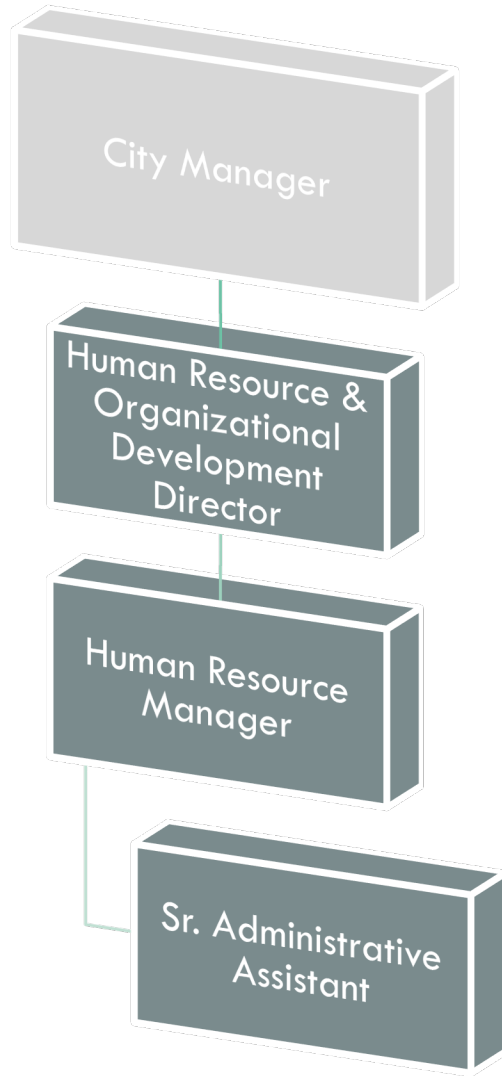 City Manager
Human Resource &
Organizational
Development
Director
Human Resource
Manager
Sr. Administrative
Assistant